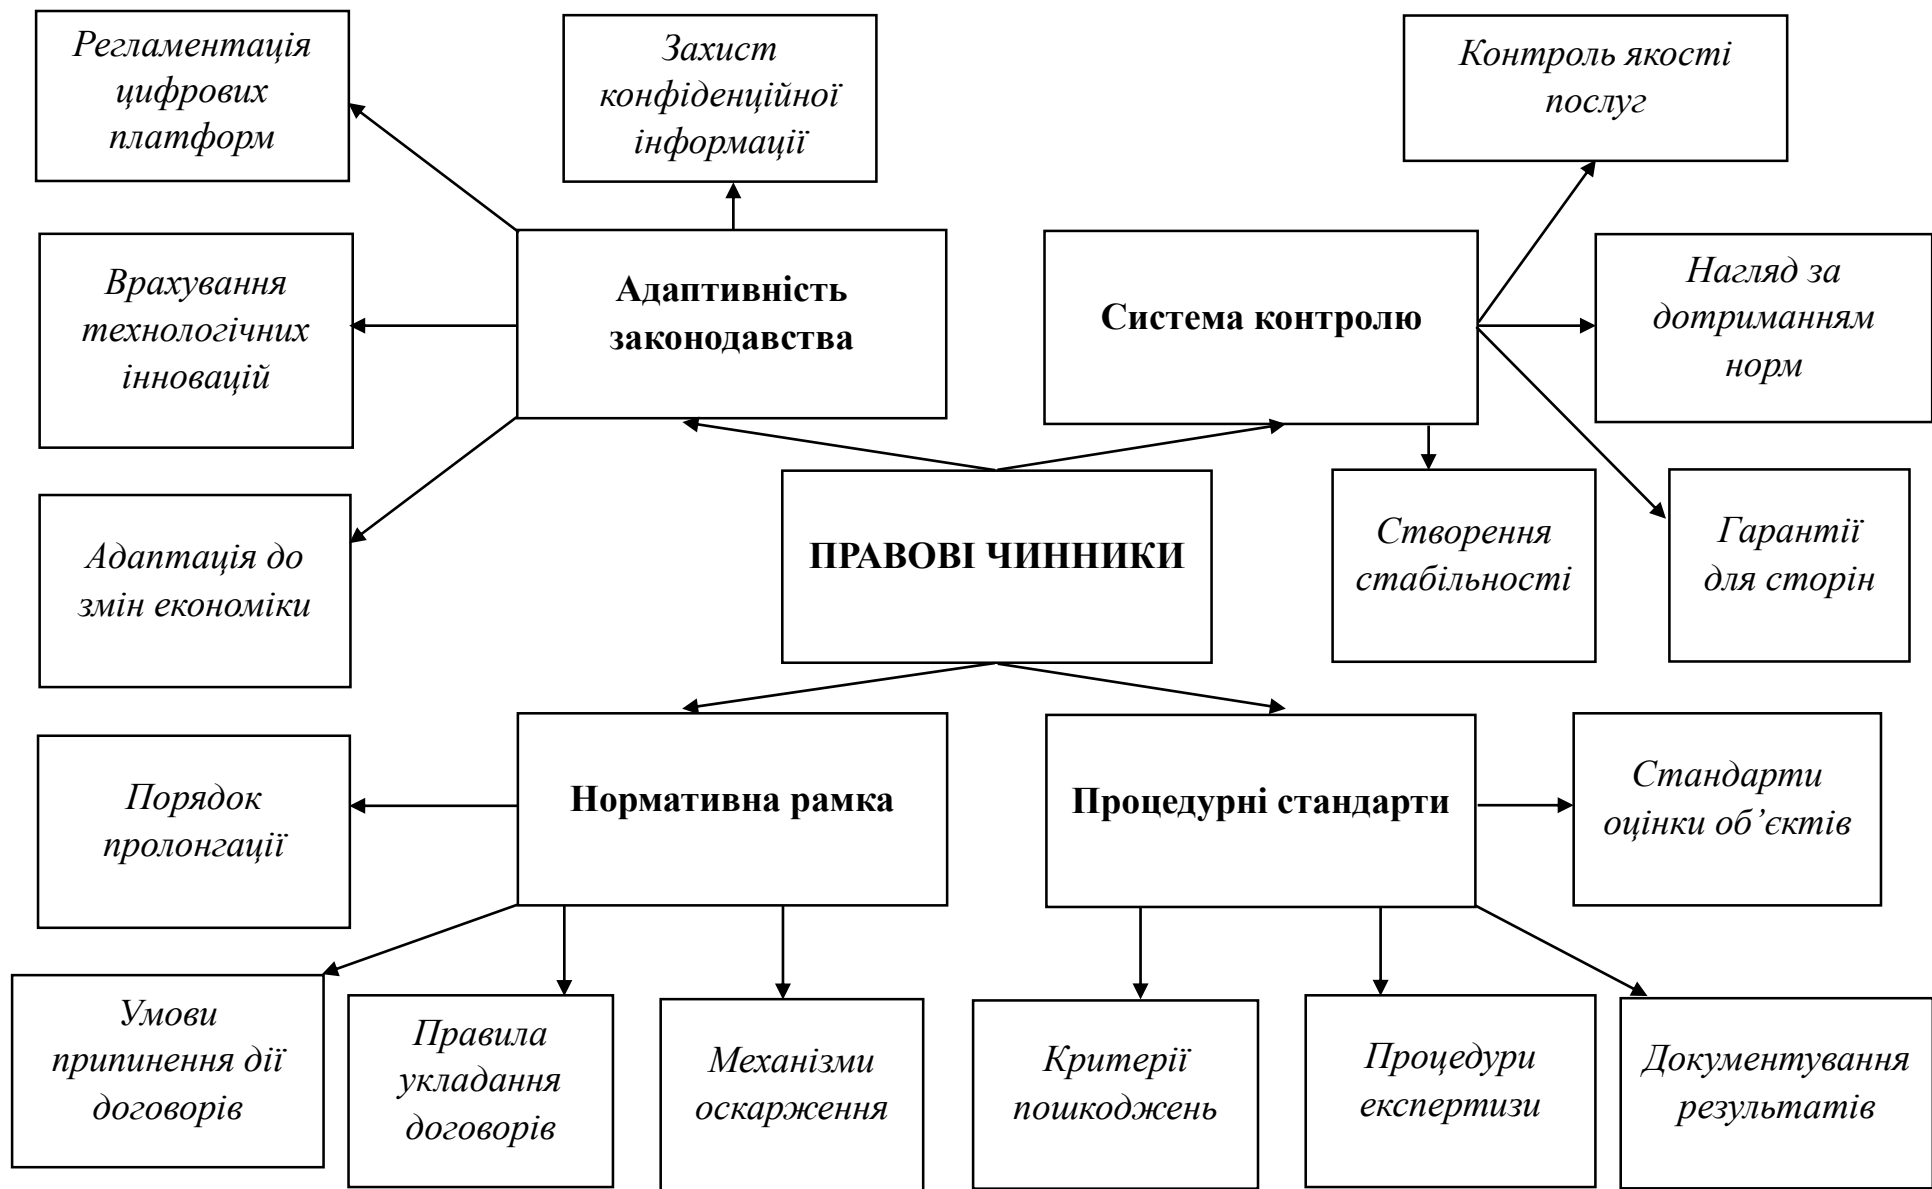 Регламентація
цифрових
платформ
Захист
конфіденційної
інформації
Контроль якості
послуг
Врахування
технологічних
інновацій
Адаптивність
законодавства
Система контролю
Нагляд за
дотриманням
норм
Адаптація до
змін економіки
ПРАВОВІ ЧИННИКИ
Створення
стабільності
Гарантії
для сторін
Порядок
пролонгації
Нормативна рамка
Процедурні стандарти
Стандарти
оцінки об’єктів
Умови
припинення дії
договорів
Правила
укладання
договорів
Механізми
оскарження
Критерії
пошкоджень
Процедури
експертизи
Документування
результатів